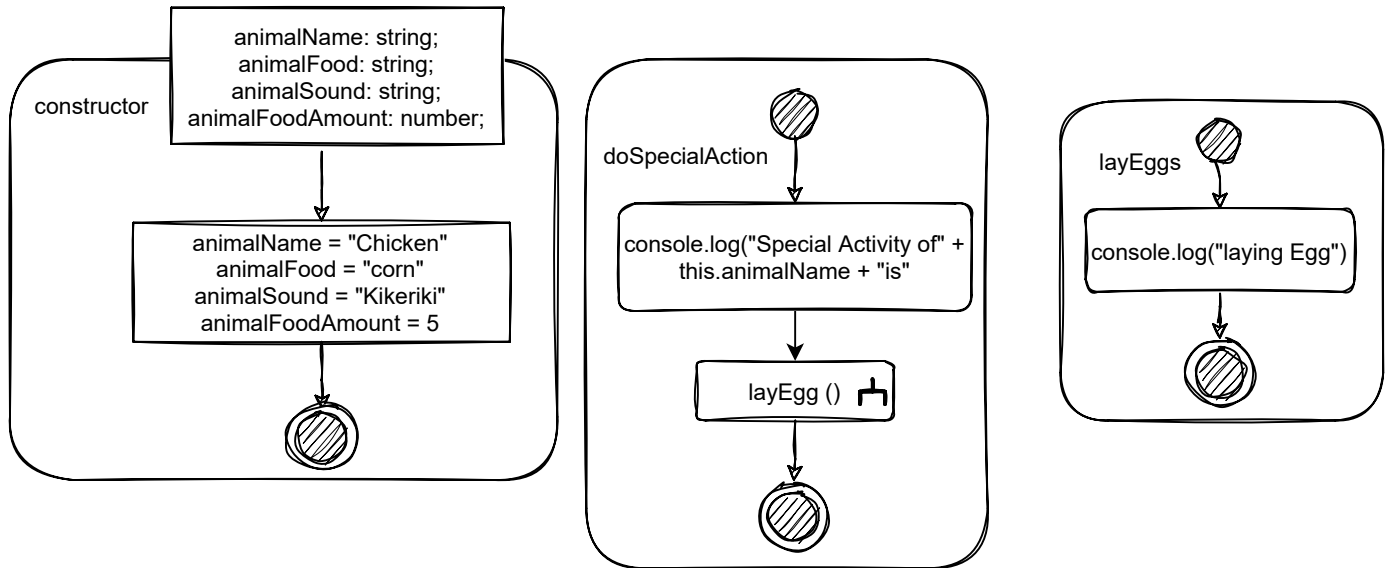 animalName: string;
animalFood: string;
animalSound: string;
animalFoodAmount: number;
constructor
animalName = "Chicken"
animalFood = "corn"
animalSound = "Kikeriki"
animalFoodAmount = 5
doSpecialAction
console.log("Special Activity of" +
this.animalName + "is"
layEgg ()
layEggs
console.log("laying Egg")